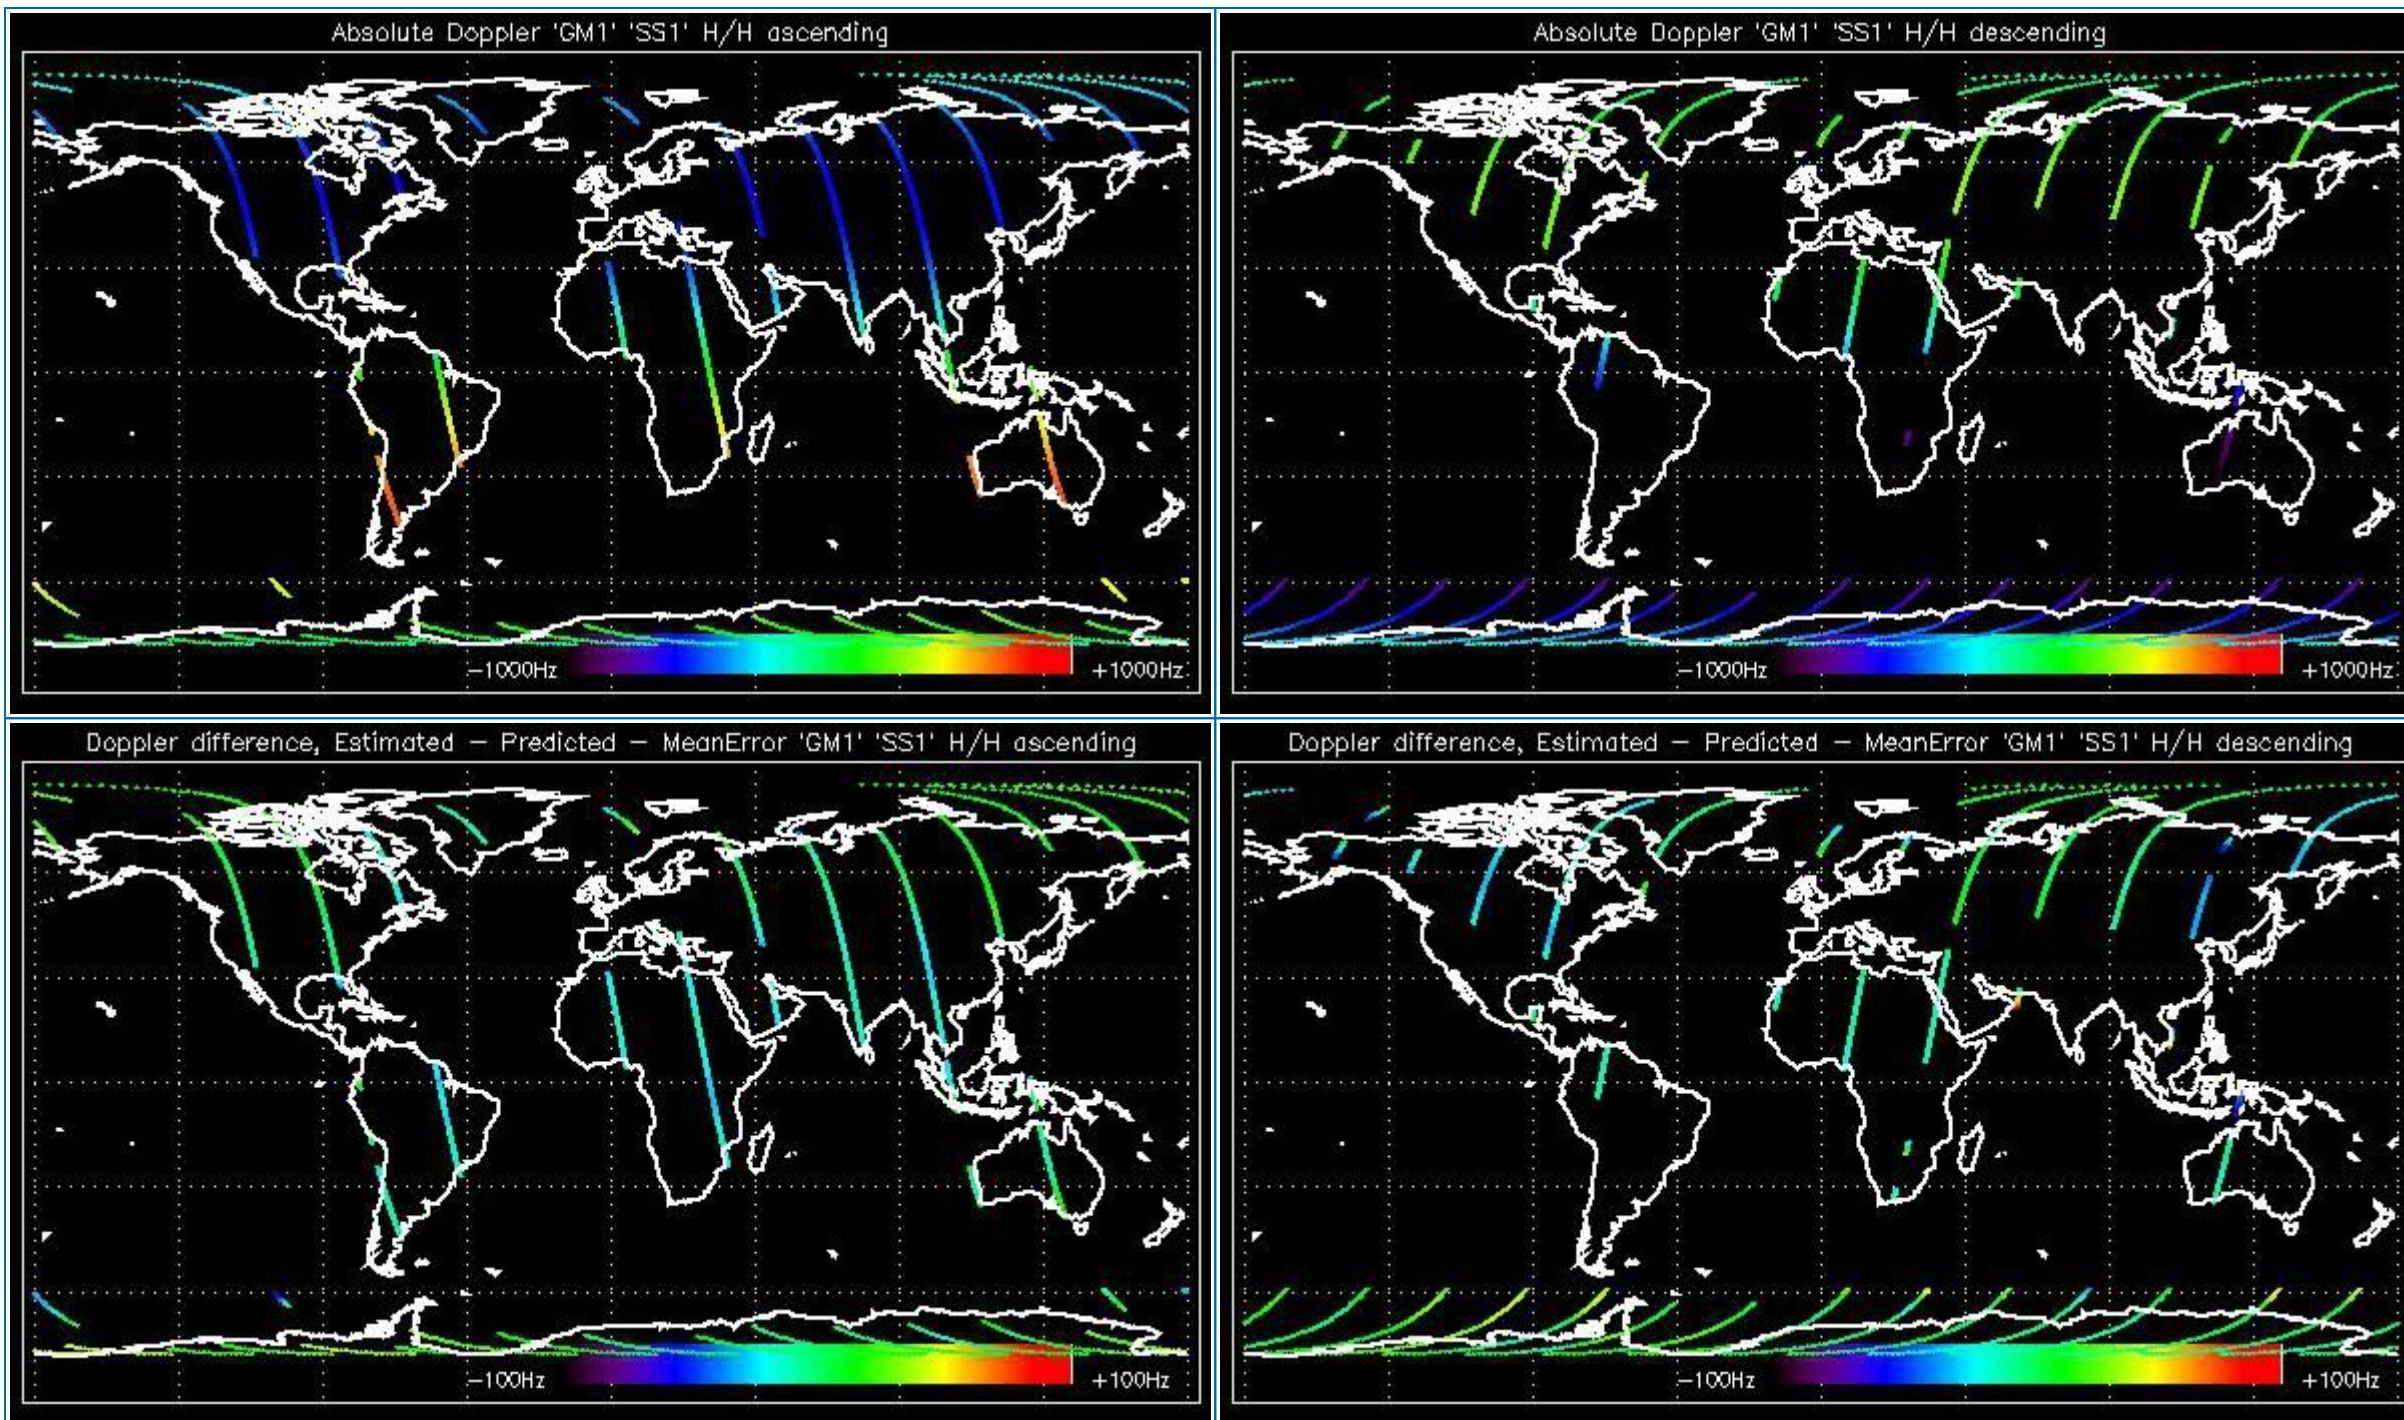 Absolute Doppler 'GM1' 'SS1' H/H ascending
−1000Hz
+1000Hz
Absolute Doppler 'GM1' 'SS1' H/H descending
−1000Hz
+1000Hz
Doppler difference, Estimated − Predicted − MeanError 'GM1' 'SS1' H/H ascending
−100Hz
+100Hz
Doppler difference, Estimated − Predicted − MeanError 'GM1' 'SS1' H/H descending
−100Hz
+100Hz